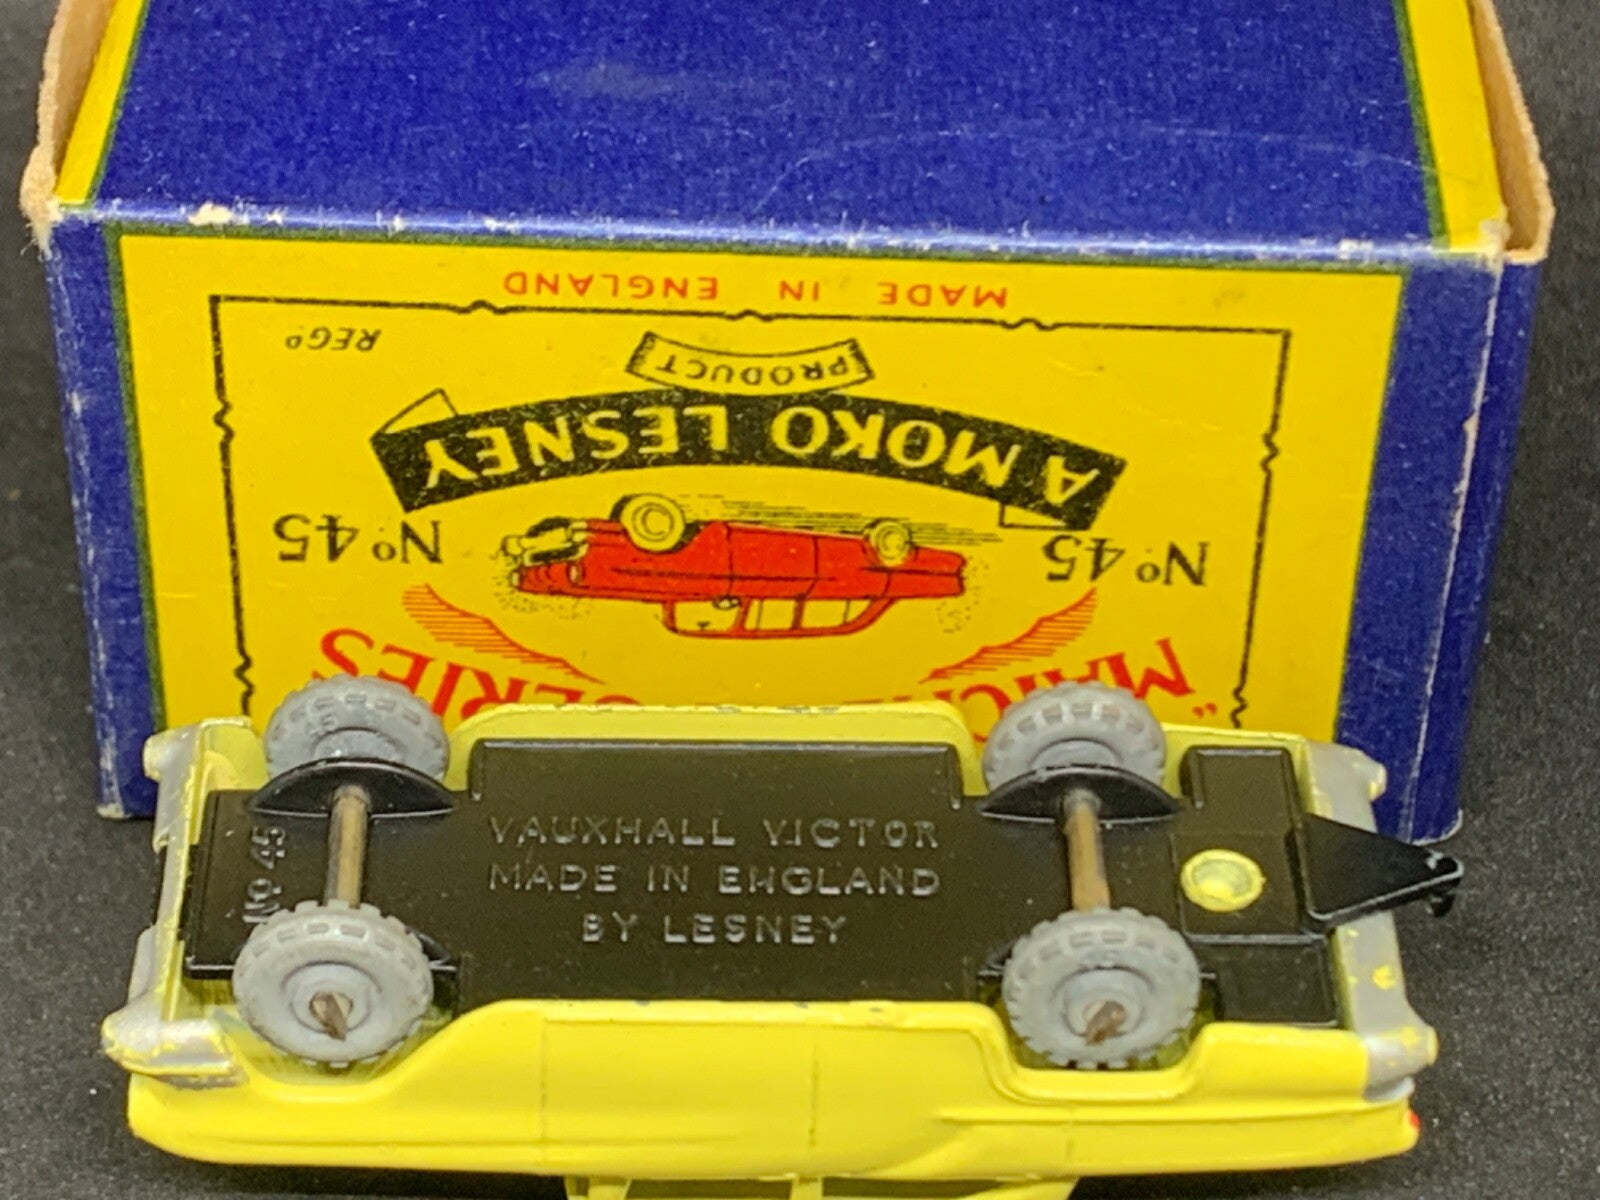 MADE IN ENGLAND
REGD
PRODUCT
A MOKO LESNEY
No. 45
No 45
SERIES
No 45
VAUXHALL VICTOR
MADE IN ENGLAND
BY LESNEY